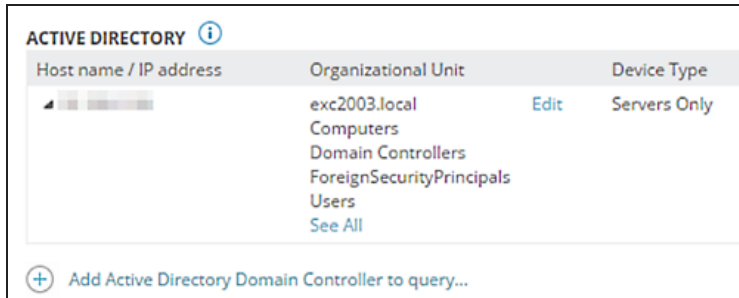 ACTIVE DIRECTORY
Host name / IP address Organizational Unit Device Type
exc2003.local Edit Servers Only
Computers
Domain Controllers
ForeignSecurityPrincipals
Users
See All
Add Active Directory Domain Controller to query...